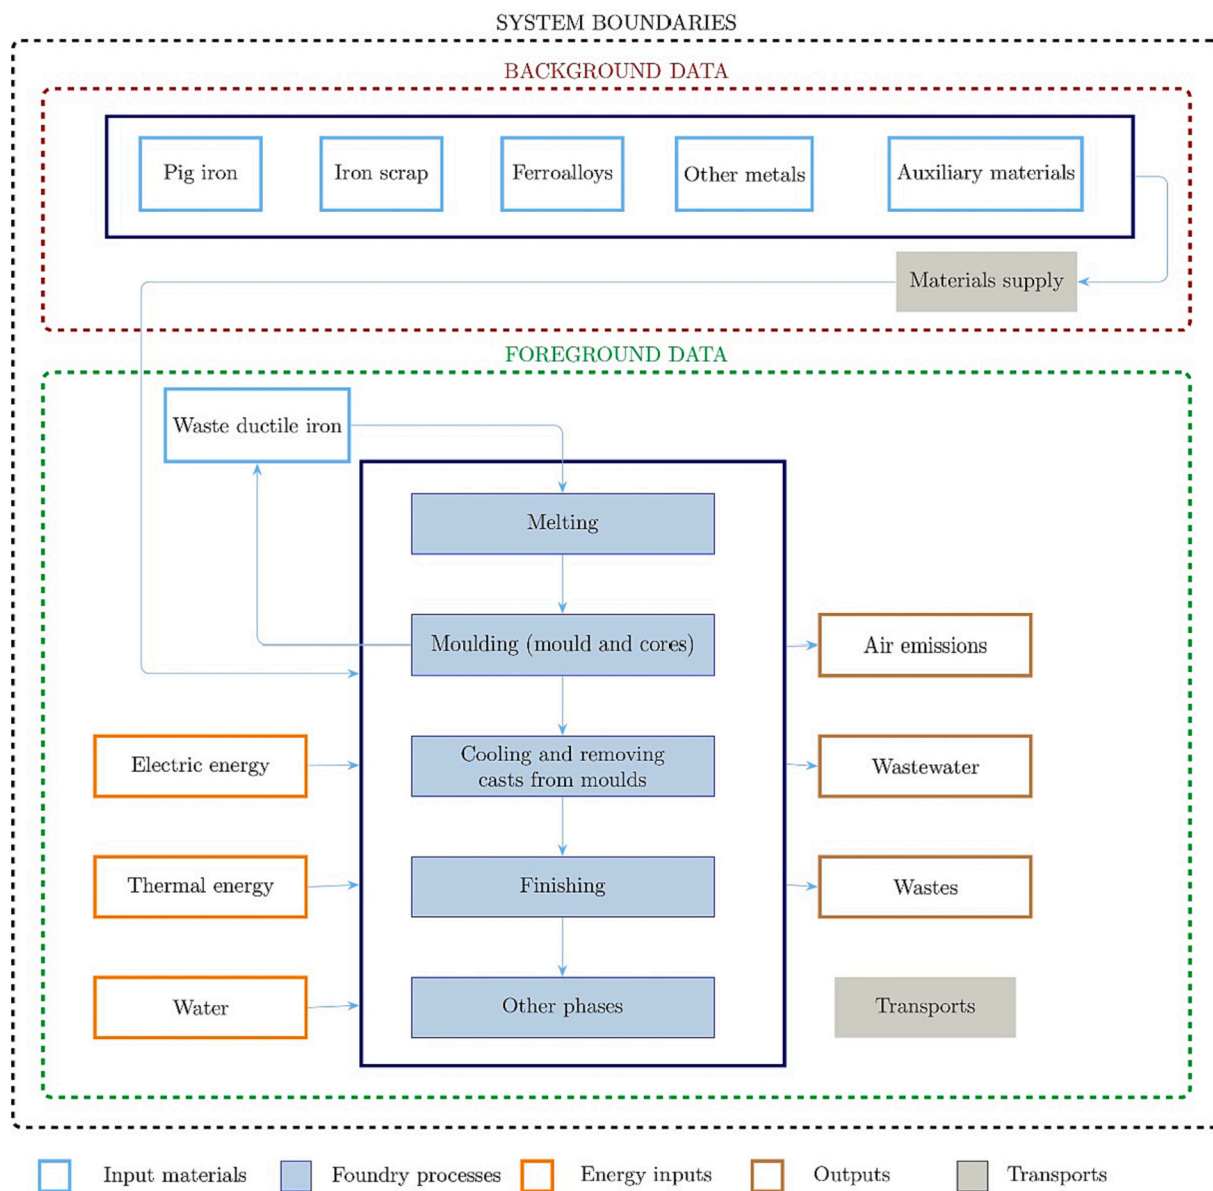 SYSTEM BOUNDARIES
BACKGROUND DATA
Pig iron
Iron scrap
Ferroalloys
Other metals
Auxiliary materials
Materials supply
FOREGROUND DATA
Waste ductile iron
Melting
Moulding (mould and cores)
Air emissions
Electric energy
Cooling and removing
casts from moulds
Wastewater
Thermal energy
Finishing
Wastes
Water
Other phases
Transports
Input materials
Foundry processes
Energy inputs
Outputs
Transports